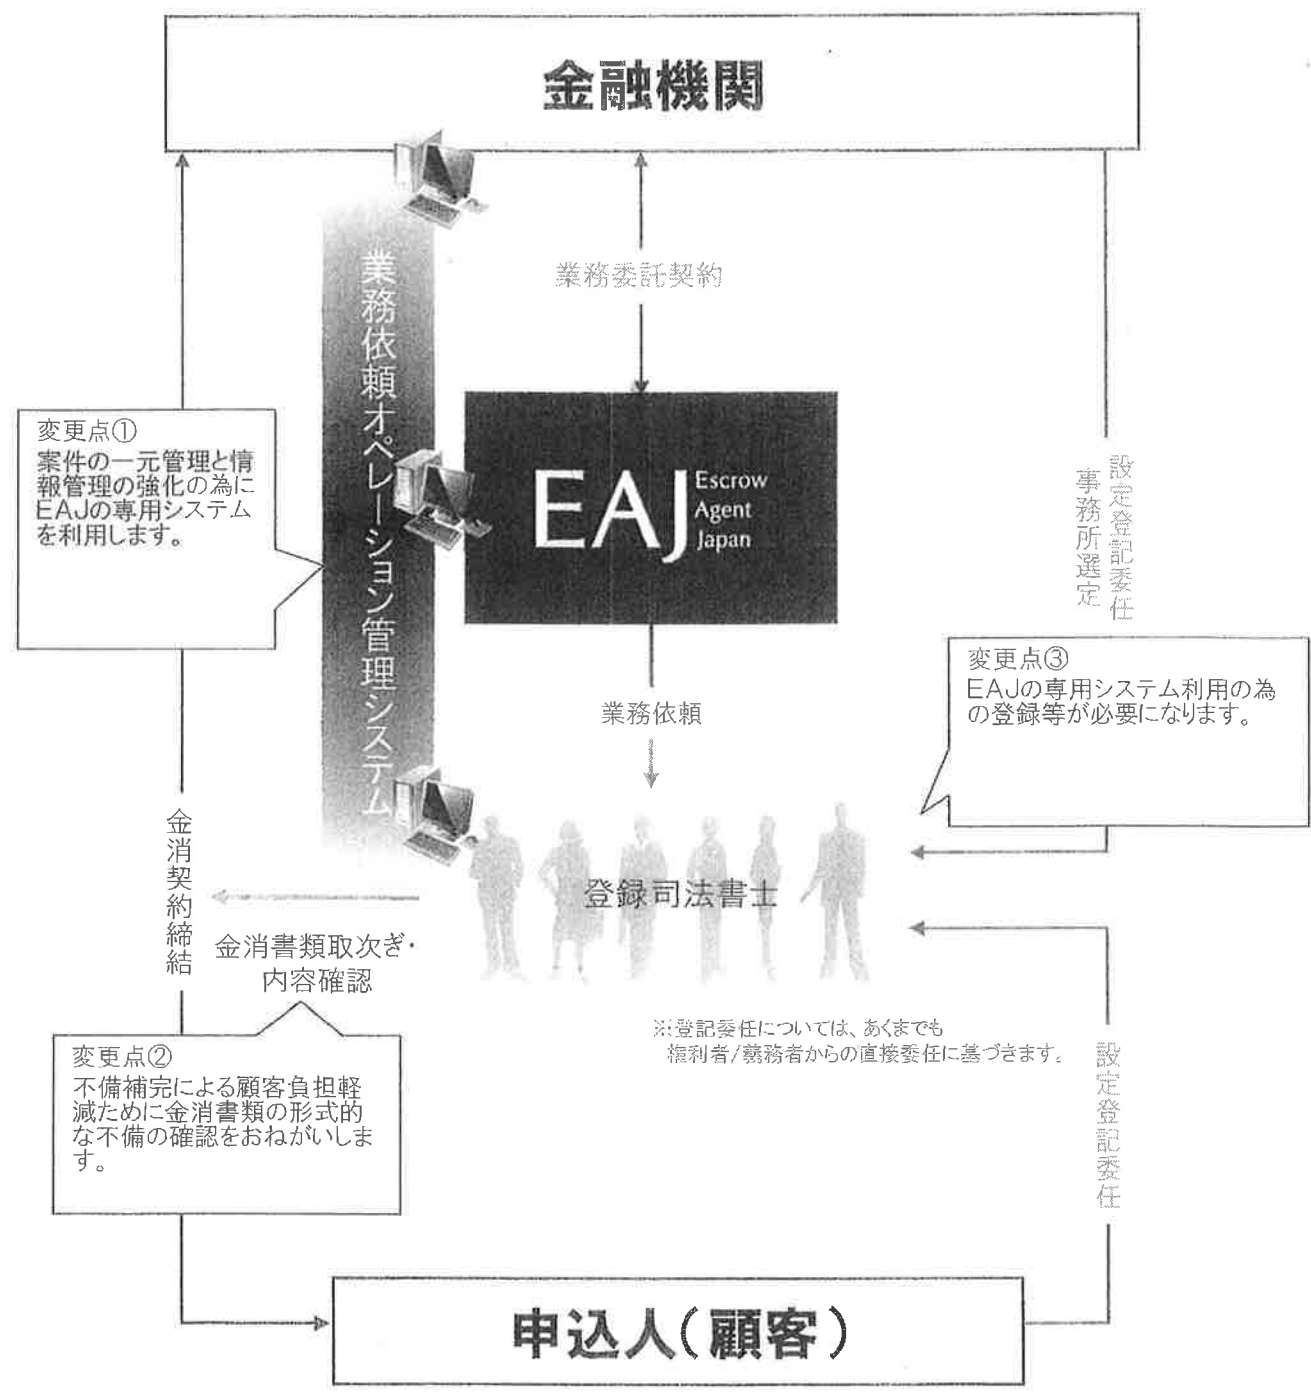 金融機関
業務委託契約
業務依頼オペレーション管理システム
変更点①
案件の一元管理と情
報管理の強化の為に
EAJの専用システム
を利用します。
EAJ
Escrow
Agent
Japan
設定登記委任
事務所選定
変更点③
EAJの専用システム利用の為
の登録等が必要になります。
業務依頼
登録司法書士
金消契約締結
金消書類取次ぎ・
内容確認
※登記委任については、あくまでも
権利者/義務者からの直接委任に基づきます。
変更点②
不備補完による顧客負担軽
減ために金消書類の形式的
な不備の確認をおねがいしま
す。
設定登記委任
申込人(顧客)